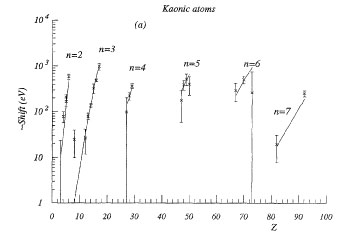 Kaonic atoms
(a)
10^4
10^3
10^2
10
1
-Shift (eV)
n=2
n=3
n=4
n=5
n=6
n=7
0 10 20 30 40 50 60 70 80 90 100
Z